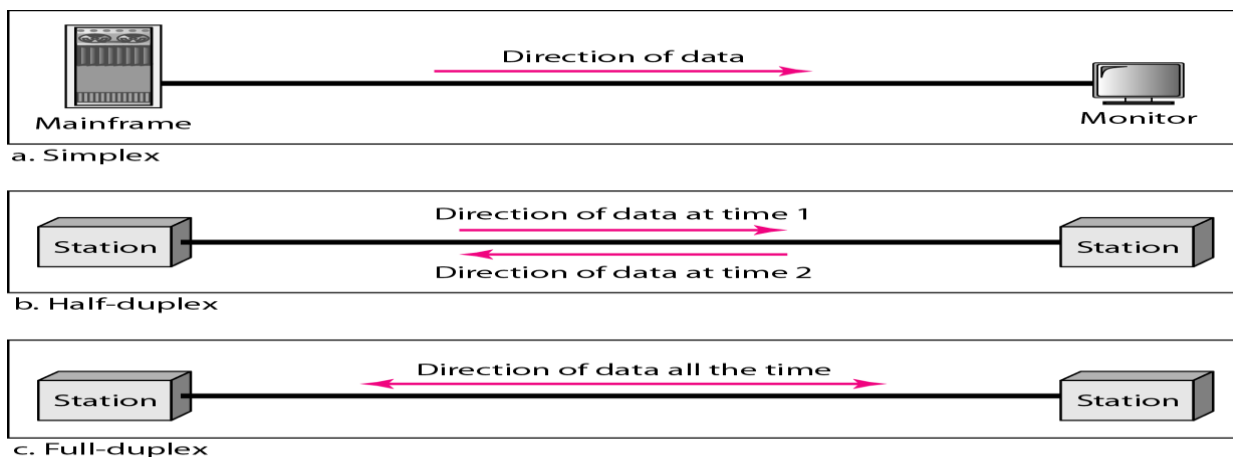 Direction of data
Mainframe
Monitor
a. Simplex
Direction of data at time 1
Station
Station
Direction of data at time 2
b. Half-duplex
Direction of data all the time
Station
Station
c. Full-duplex